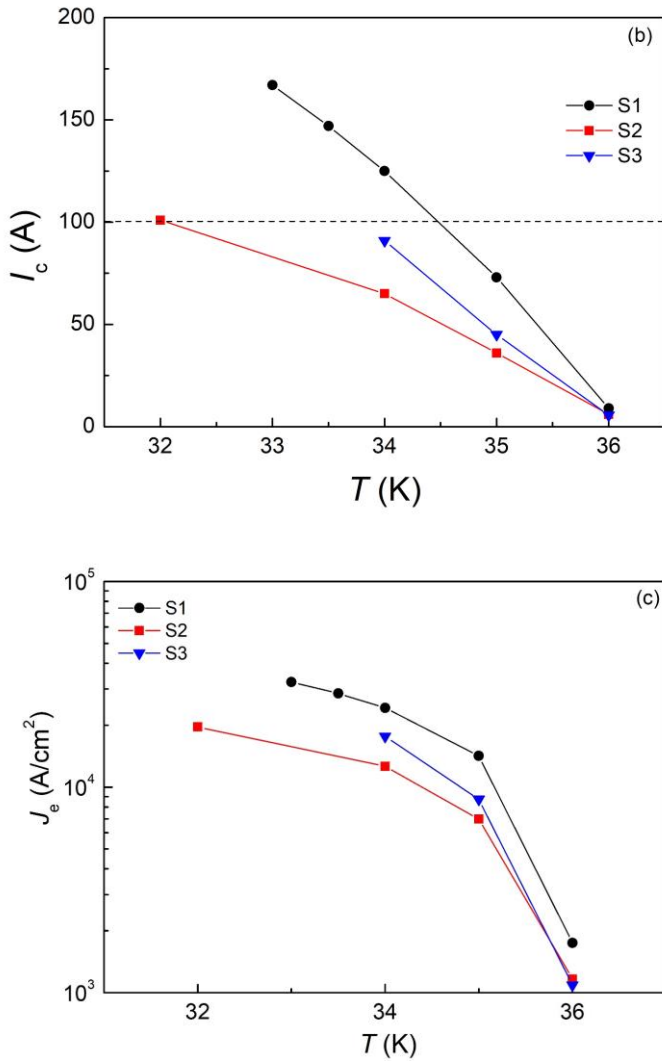 200
(b)
S1
S2
S3
150
100
50
0
I_c (A)
32 33 34 35 36
T (K)
10^5
(c)
S1
S2
S3
10^4
10^3
J_e (A/cm^2)
32 34 36
T (K)